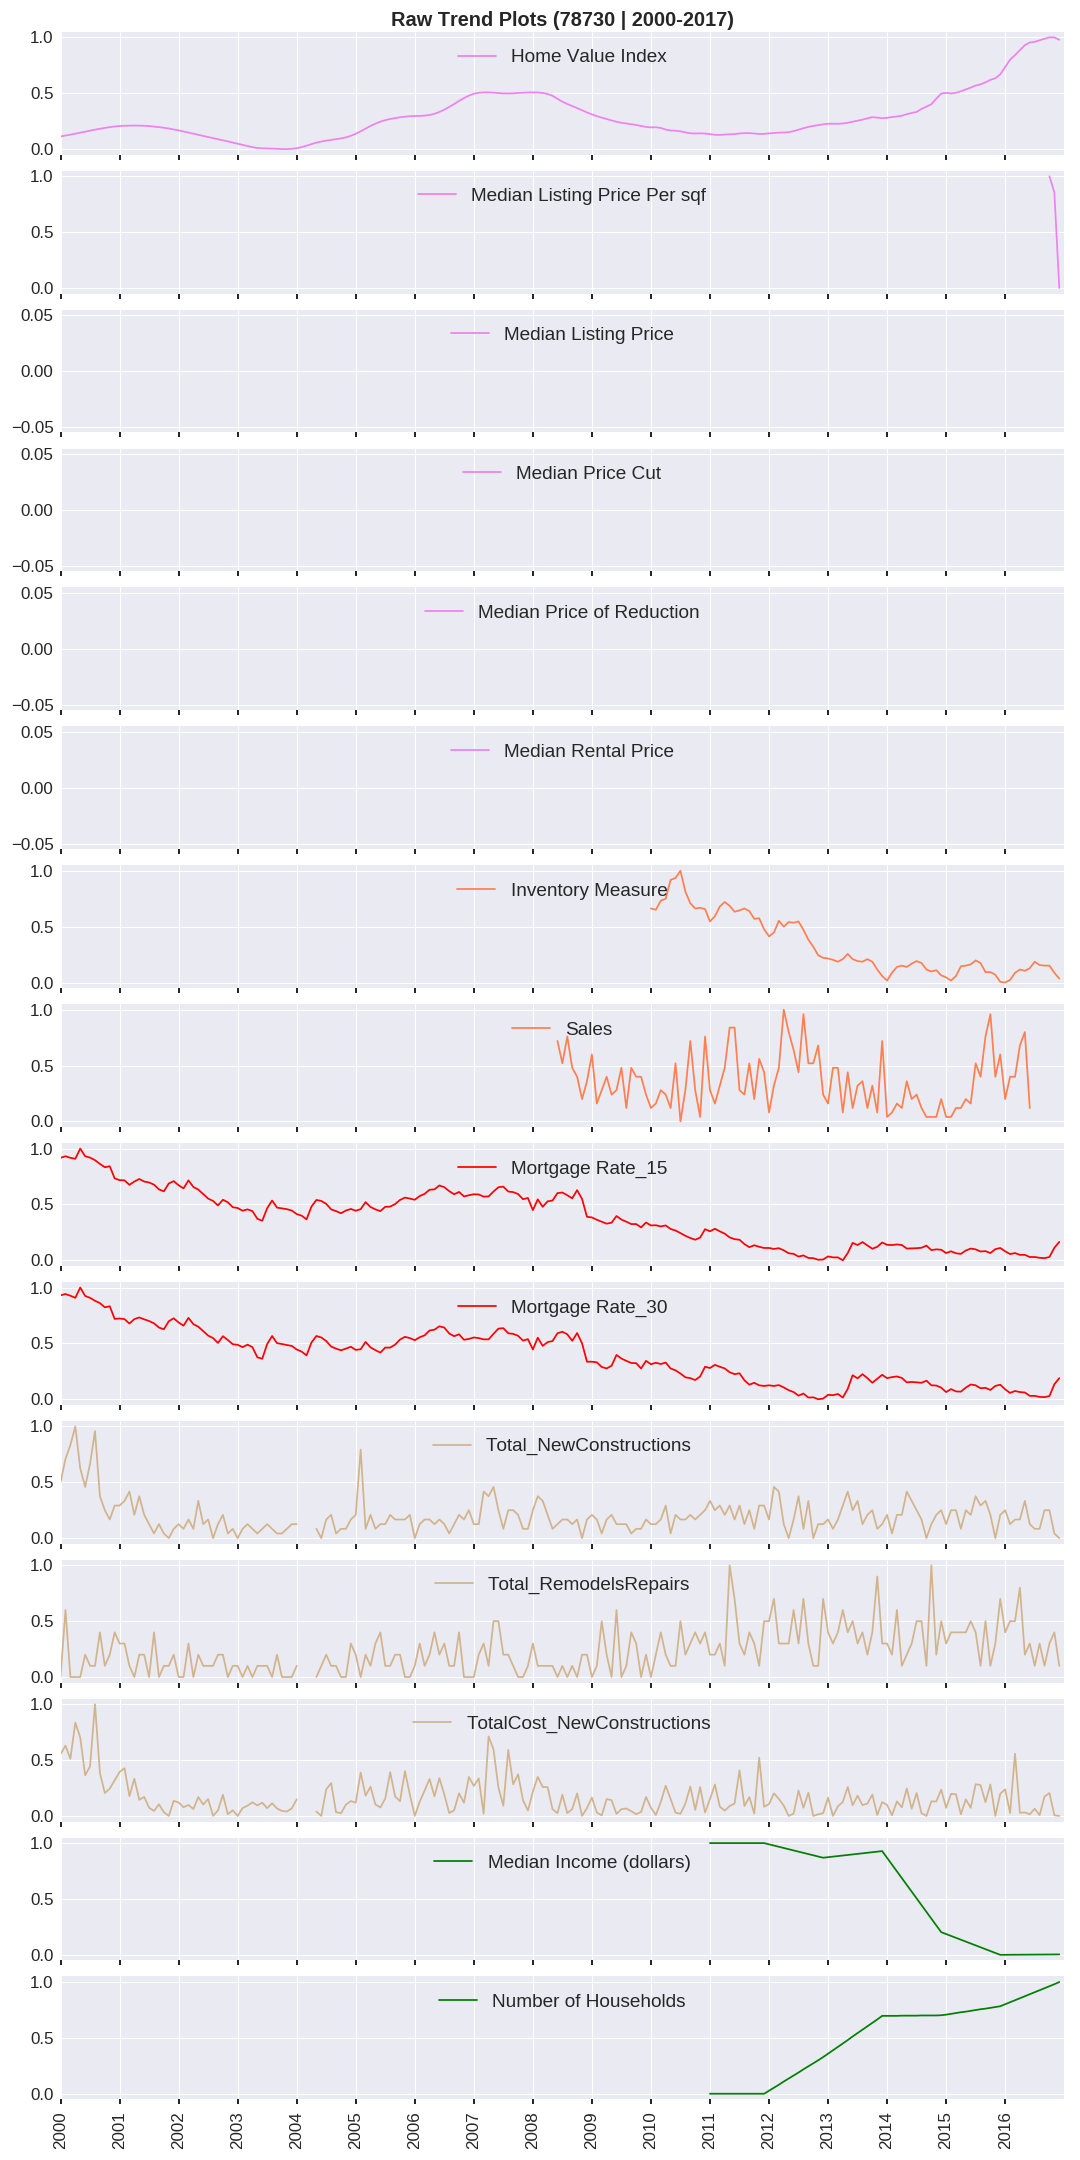 Raw Trend Plots (78730 | 2000-2017)
1.0
Home Value Index
0.5
0.0
1.0
Median Listing Price Per sqf
0.5
0.0
0.05
Median Listing Price
0.00
−0.05
0.05
Median Price Cut
0.00
−0.05
0.05
Median Price of Reduction
0.00
−0.05
0.05
Median Rental Price
0.00
−0.05
1.0
Inventory Measure
0.5
0.0
1.0
Sales
0.5
0.0
1.0
Mortgage Rate_15
0.5
0.0
1.0
Mortgage Rate_30
0.5
0.0
1.0
Total_NewConstructions
0.5
0.0
1.0
Total_RemodelsRepairs
0.5
0.0
1.0
TotalCost_NewConstructions
0.5
0.0
1.0
Median Income (dollars)
0.5
0.0
1.0
Number of Households
0.5
0.0
2000 2001 2002 2003 2004 2005 2006 2007 2008 2009 2010 2011 2012 2013 2014 2015 2016